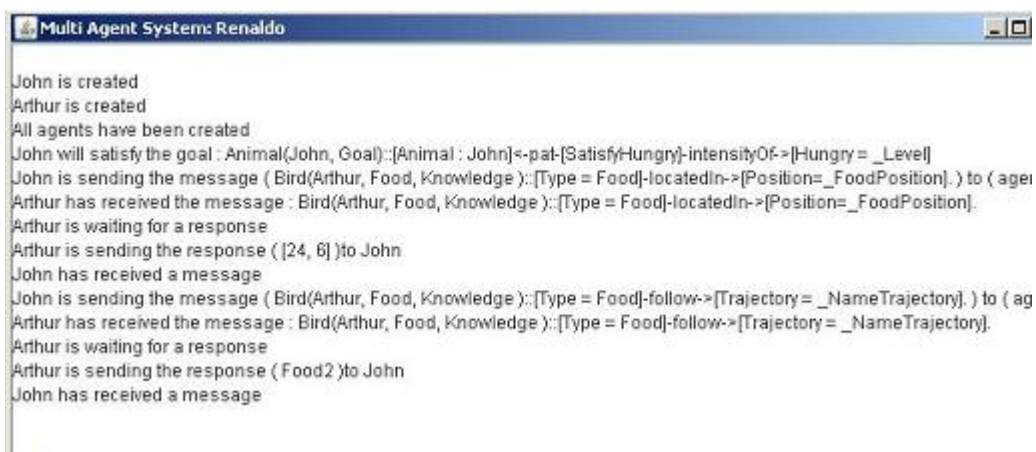 Multi Agent System: Renaldo
John is created
Arthur is created
All agents have been created
John will satisfy the goal : Animal(John, Goal)::[Animal : John]<-pat-[SatisfyHungry]-intensityOf->[Hungry = _Level]
John is sending the message ( Bird(Arthur, Food, Knowledge )::[Type = Food]-locatedIn->[Position=_FoodPosition]. ) to ( ager
Arthur has received the message : Bird(Arthur, Food, Knowledge )::[Type = Food]-locatedIn->[Position=_FoodPosition].
Arthur is waiting for a response
Arthur is sending the response ( [24, 6] )to John
John has received a message
John is sending the message ( Bird(Arthur, Food, Knowledge )::[Type = Food]-follow->[Trajectory = _NameTrajectory]. ) to ( ag
Arthur has received the message : Bird(Arthur, Food, Knowledge )::[Type = Food]-follow->[Trajectory = _NameTrajectory].
Arthur is waiting for a response
Arthur is sending the response ( Food2 )to John
John has received a message